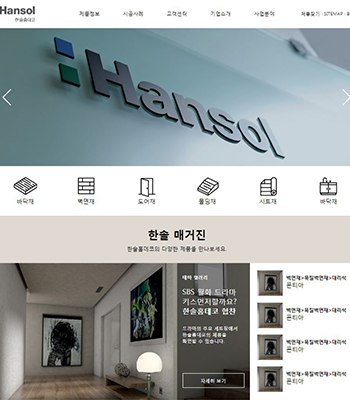 Hansol
한솔홈데코
제품정보 시공사례 고객센터 기업소개 사업분야 제품찾기 · SITEMAP ·
Hansol
바닥재 벽면재 도어재 몰딩재 시트재 바닥재
한솔 매거진
한솔홈데코의 다양한 제품을 만나보세요.
테마 갤러리
SBS 월화 드라마
키스먼저할까요?
한솔홈데코 협찬
드라마의 주요 세트장에서
한솔홈데코의 제품을
확인할 수 있습니다.
자세히 보기
벽면재>목질벽면재>대리석
폰티아
벽면재>목질벽면재>대리석
폰티아
벽면재>목질벽면재>대리석
폰티아
벽면재>목질벽면재>대리석
폰티아